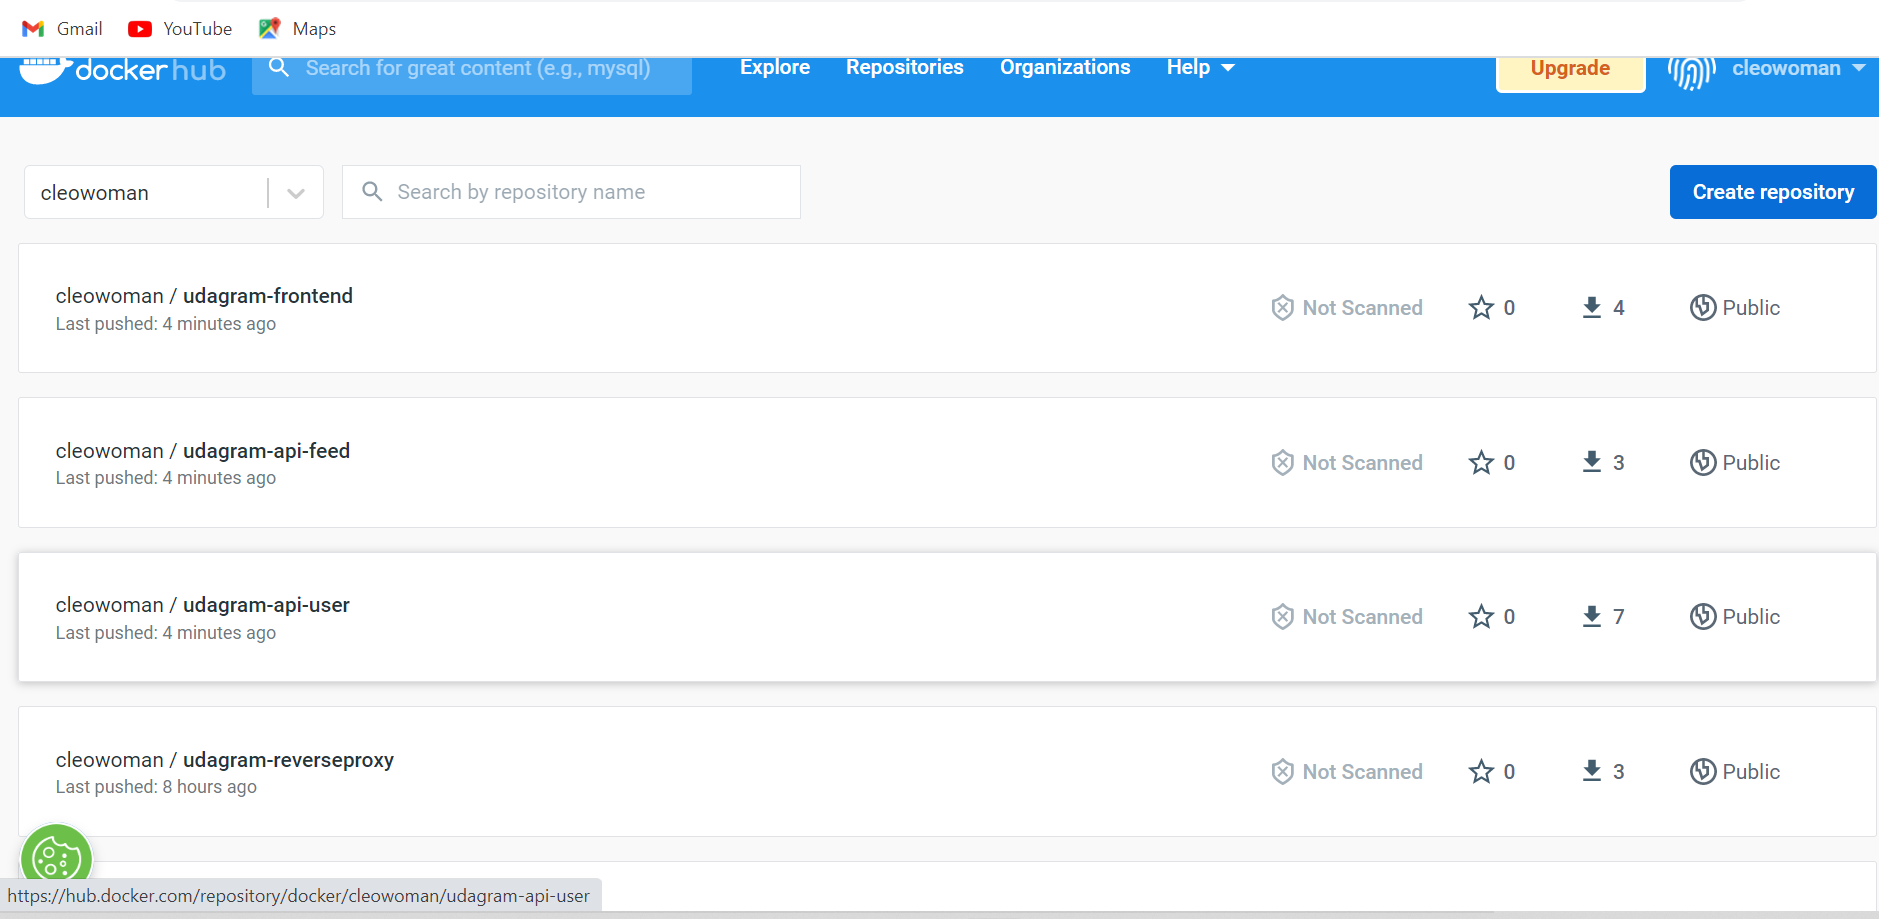 Gmail YouTube Maps
docker hub Search for great content (e.g., mysql) Explore Repositories Organizations Help Upgrade cleowoman
cleowoman Search by repository name Create repository
cleowoman / udagram-frontend Not Scanned 0 4 Public
Last pushed: 4 minutes ago
cleowoman / udagram-api-feed Not Scanned 0 3 Public
Last pushed: 4 minutes ago
cleowoman / udagram-api-user Not Scanned 0 7 Public
Last pushed: 4 minutes ago
cleowoman / udagram-reverseproxy Not Scanned 0 3 Public
Last pushed: 8 hours ago
https://hub.docker.com/repository/docker/cleowoman/udagram-api-user